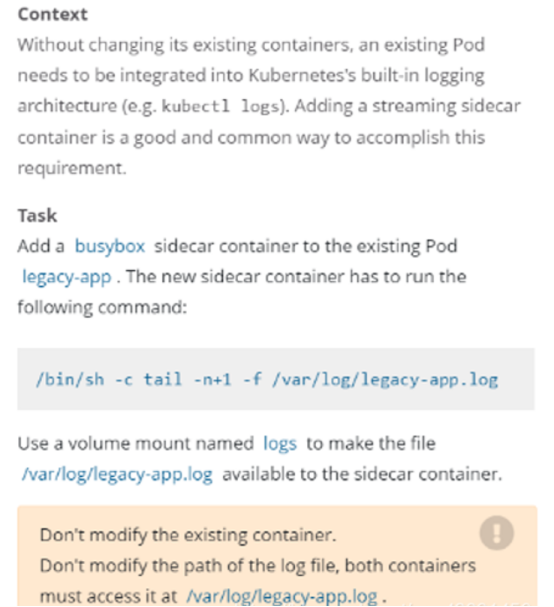 Context
Without changing its existing containers, an existing Pod
needs to be integrated into Kubernetes's built-in logging
architecture (e.g. kubectl logs). Adding a streaming sidecar
container is a good and common way to accomplish this
requirement.
Task
Add a busybox sidecar container to the existing Pod
legacy-app . The new sidecar container has to run the
following command:
/bin/sh -c tail -n+1 -f /var/log/legacy-app.log
Use a volume mount named logs to make the file
/var/log/legacy-app.log available to the sidecar container.
Don't modify the existing container.
Don't modify the path of the log file, both containers
must access it at /var/log/legacy-app.log .